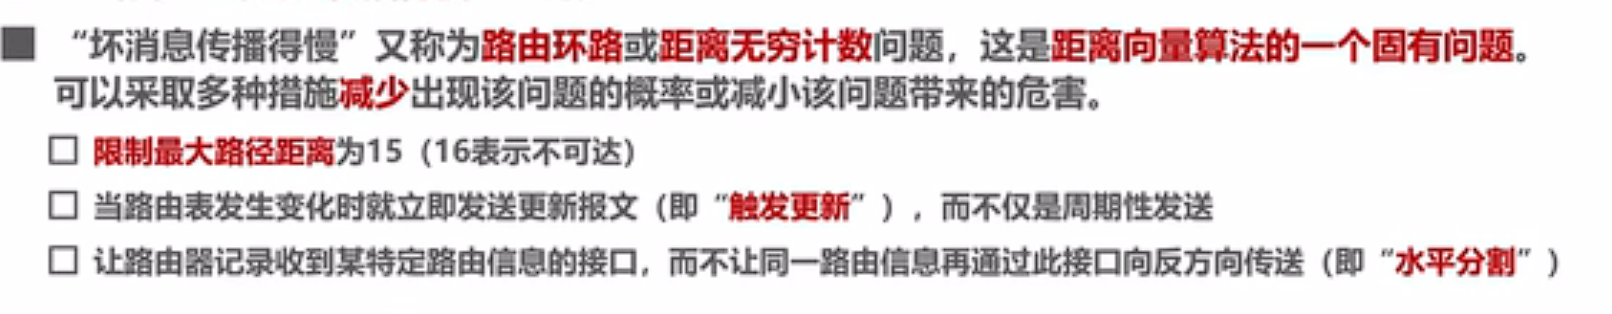 ■ “坏消息传播得慢”又称为路由环路或距离无穷计数问题，这是距离向量算法的一个固有问题。
可以采取多种措施减少出现该问题的概率或减小该问题带来的危害。
□ 限制最大路径距离为15（16表示不可达）
□ 当路由表发生变化时就立即发送更新报文（即“触发更新”），而不仅是周期性发送
□ 让路由器记录收到某特定路由信息的接口，而不让同一路由信息再通过此接口向反方向传送（即“水平分割”）